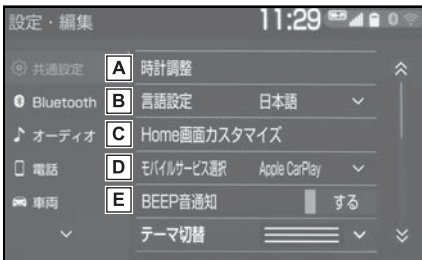 設定・編集 11:29 0
共通設定 A 時計調整
Bluetooth B 言語設定 日本語
オーディオ C Home画面カスタマイズ
電話 D モバイルサービス選択 Apple CarPlay
車両 E BEEP音通知 する
テーマ切替